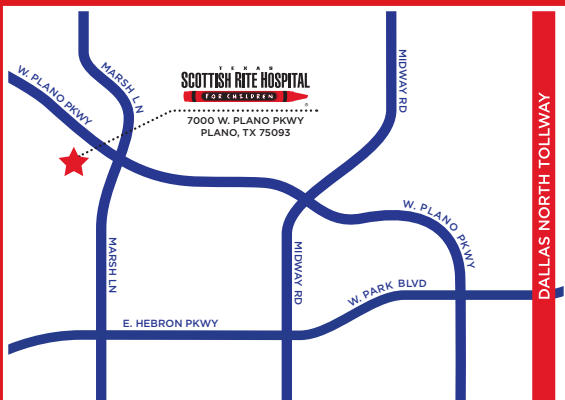 TEXAS
SCOTTISH RITE HOSPITAL
FOR CHILDREN
®
7000 W. PLANO PKWY
PLANO, TX 75093
W. PLANO PKWY
MARSH LN
MIDWAY RD
DALLAS NORTH TOLLWAY
W. PLANO PKWY
MARSH LN
MIDWAY RD
W. PARK BLVD
E. HEBRON PKWY